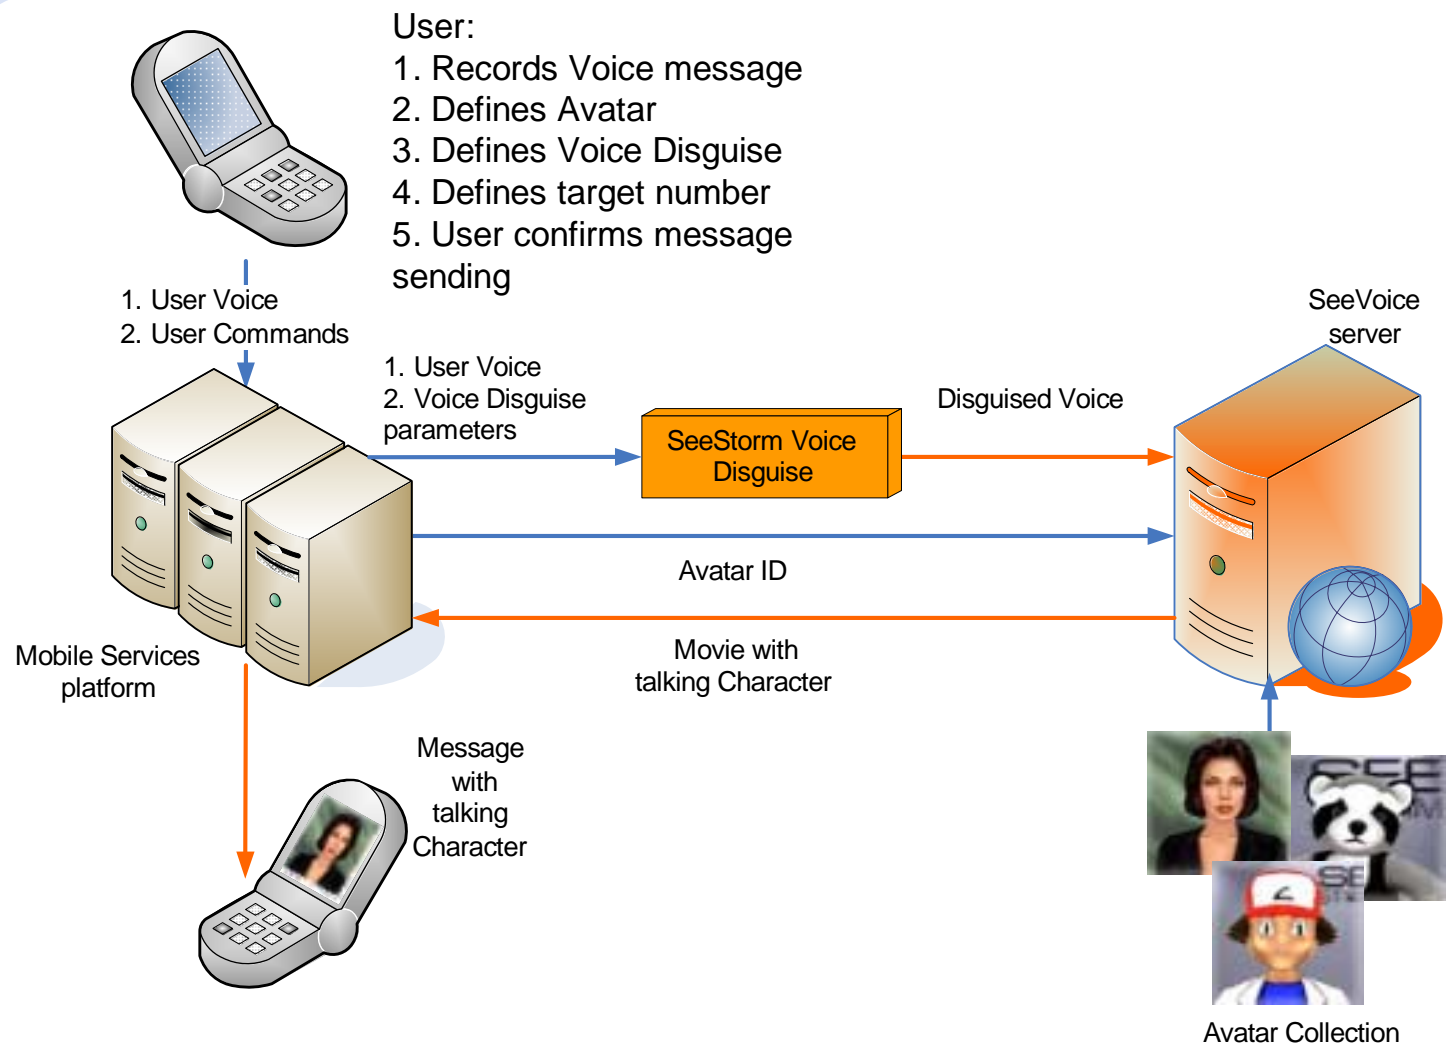 User:
1. Records Voice message
2. Defines Avatar
3. Defines Voice Disguise
4. Defines target number
5. User confirms message
sending
1. User Voice
2. User Commands
1. User Voice
2. Voice Disguise
parameters
SeeStorm Voice
Disguise
Disguised Voice
SeeVoice
server
Avatar ID
Movie with
talking Character
Mobile Services
platform
Message
with
talking
Character
Avatar Collection